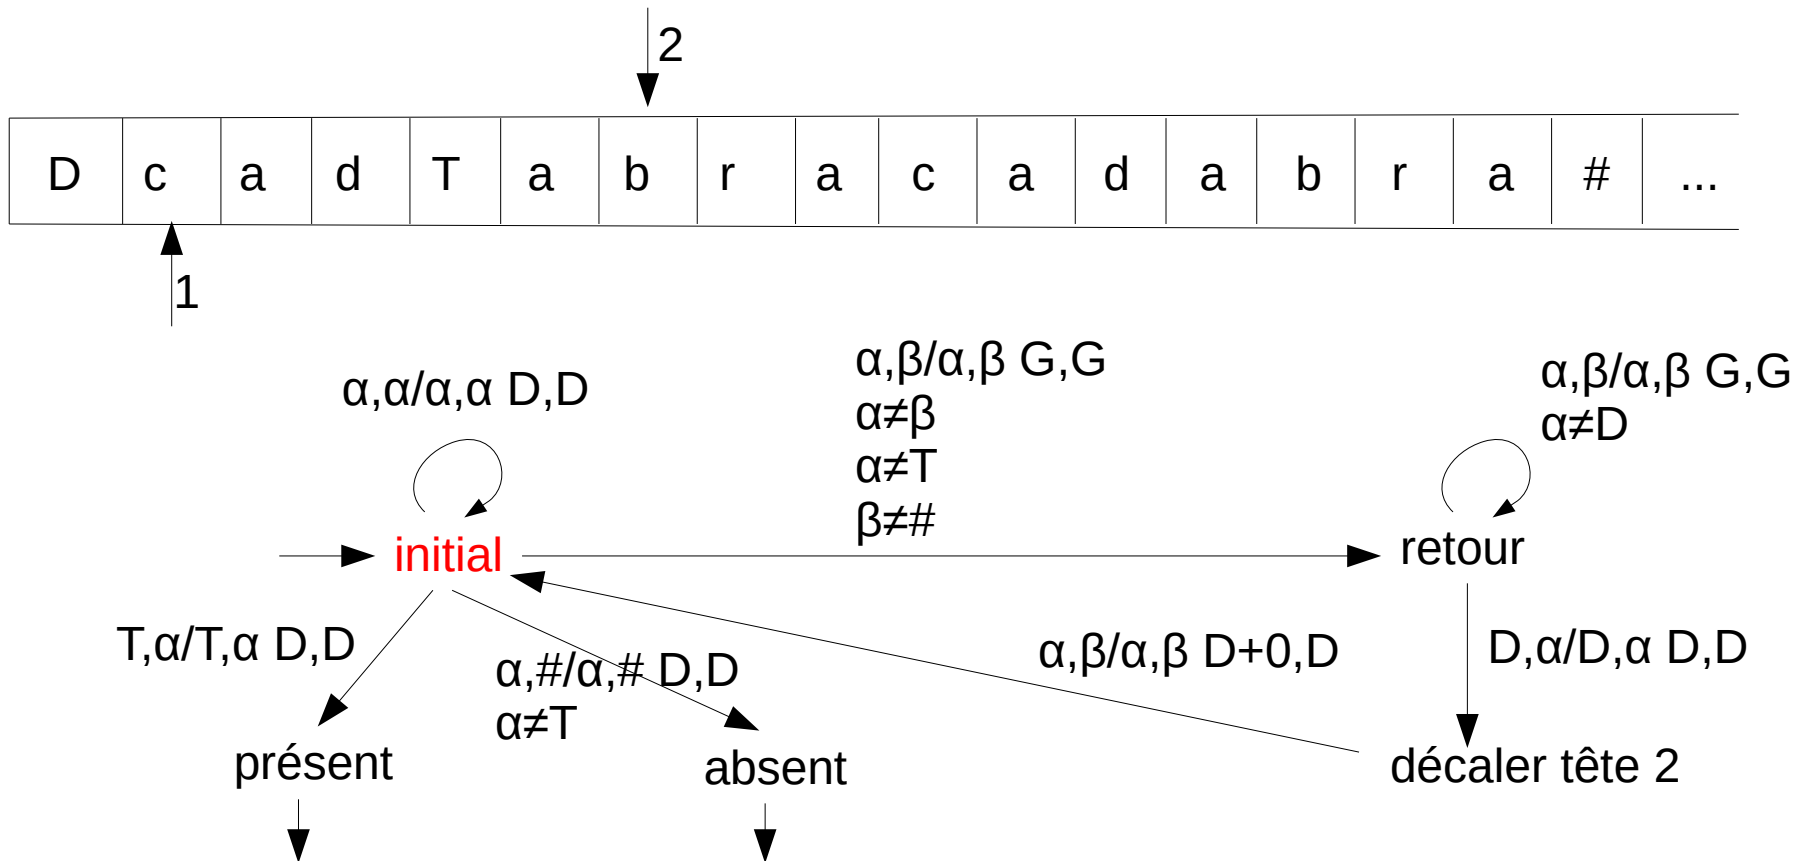 2
D c a d T a b r a c a d a b r a # ...
1
α,α/α,α D,D
α,β/α,β G,G
α≠β
α≠T
β≠#
α,β/α,β G,G
α≠D
initial
retour
T,α/T,α D,D
α,#/α,# D,D
α≠T
α,β/α,β D+0,D
D,α/D,α D,D
présent
absent
décaler tête 2